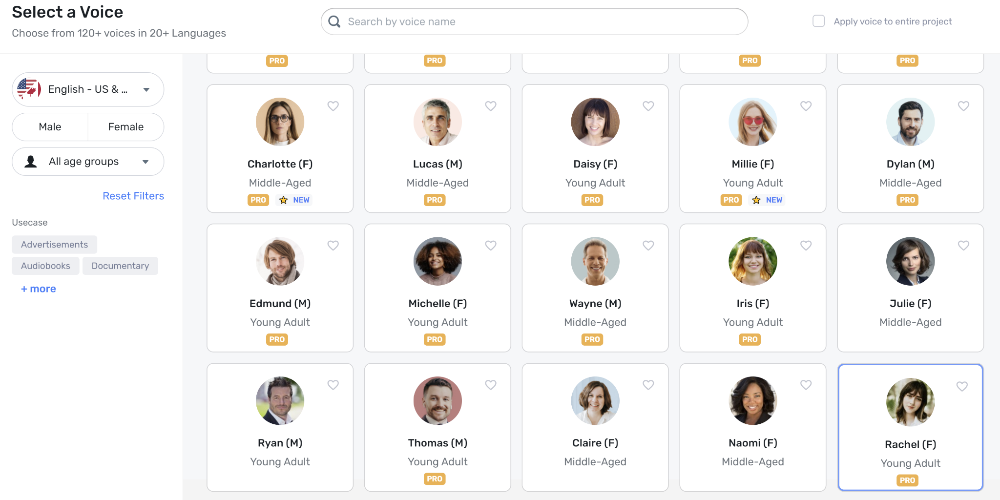 Select a Voice
Choose from 120+ voices in 20+ Languages
Search by voice name
Apply voice to entire project
English - US & ...
Male Female
All age groups
Reset Filters
Usecase
Advertisements
Audiobooks Documentary
+ more
PRO PRO PRO PRO
Charlotte (F) Lucas (M) Daisy (F) Millie (F) Dylan (M)
Middle-Aged Middle-Aged Young Adult Young Adult Middle-Aged
PRO NEW PRO PRO PRO NEW PRO
Edmund (M) Michelle (F) Wayne (M) Iris (F) Julie (F)
Young Adult Young Adult Middle-Aged Young Adult Middle-Aged
PRO PRO PRO PRO
Ryan (M) Thomas (M) Claire (F) Naomi (F) Rachel (F)
Young Adult Young Adult Middle-Aged Middle-Aged Young Adult
PRO PRO